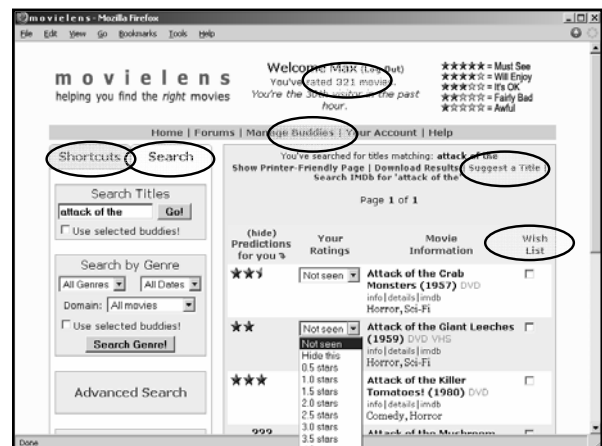 movielens - Mozilla Firefox
File Edit View Go Bookmarks Tools Help
movielens
helping you find the right movies
Welcome Max (Log Out)
You've rated 321 movies.
You're the 30th visitor in the past
hour.
★★★★★ = Must See
★★★★☆ = Will Enjoy
★★★☆☆ = It's OK
★★☆☆☆ = Fairly Bad
★☆☆☆☆ = Awful
Home | Forums | Manage Buddies | Your Account | Help
Shortcuts Search
Search Titles
attack of the Go!
Use selected buddies!
Search by Genre
All Genres All Dates
Domain: All movies
Use selected buddies!
Search Genre!
Advanced Search
You've searched for titles matching: attack of the
Show Printer-Friendly Page | Download Results | Suggest a Title |
Search IMDb for 'attack of the'
Page 1 of 1
(hide)
Predictions
for you
Your
Ratings
Movie
Information
Wish
List
Not seen
Attack of the Crab
Monsters (1957) DVD
info|details|imdb
Horror, Sci-Fi
Not seen
Attack of the Giant Leeches
(1959) DVD VHS
info|details|imdb
Horror, Sci-Fi
Not seen
Hide this
0.5 stars
1.0 stars
1.5 stars
2.0 stars
2.5 stars
3.0 stars
3.5 stars
Attack of the Killer
Tomatoes! (1980) DVD
info|details|imdb
Comedy, Horror
???
Attack of the Mushroom
Done